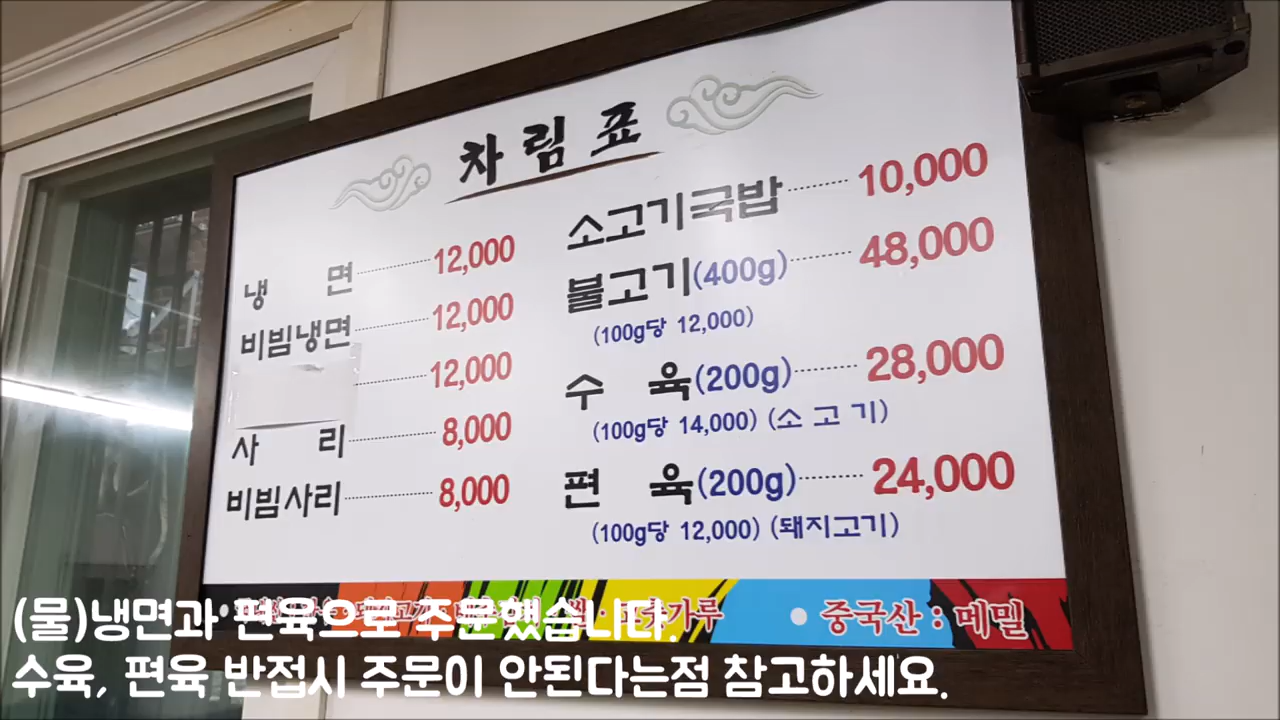 차림표
냉면 12,000
비빔냉면 12,000
12,000
사리 8,000
비빔사리 8,000
소고기국밥 10,000
불고기(400g) 48,000
(100g당 12,000)
수육(200g) 28,000
(100g당 14,000) (소고기)
편육(200g) 24,000
(100g당 12,000) (돼지고기)
고춧가루 • 중국산 : 메밀
(물)냉면과 편육으로 주문했습니다.
수육, 편육 반접시 주문이 안된다는점 참고하세요.